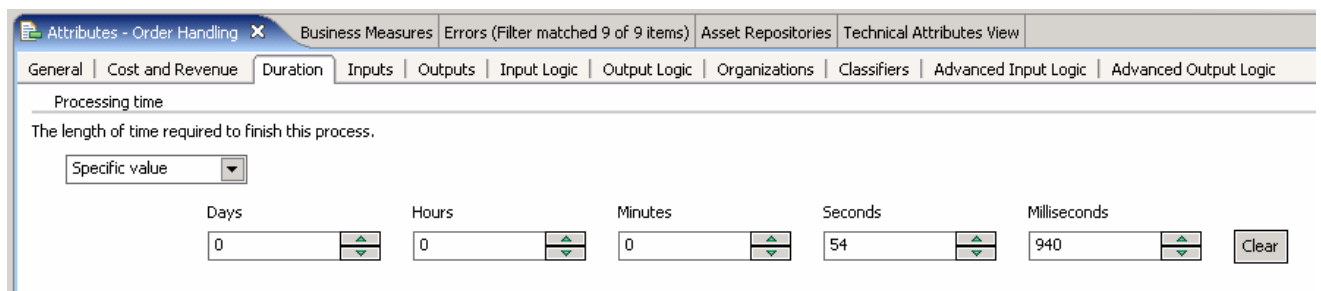 Attributes - Order Handling Business Measures Errors (Filter matched 9 of 9 items) Asset Repositories Technical Attributes View
General Cost and Revenue Duration Inputs Outputs Input Logic Output Logic Organizations Classifiers Advanced Input Logic Advanced Output Logic
Processing time
The length of time required to finish this process.
Specific value
Days Hours Minutes Seconds Milliseconds
0 0 0 54 940 Clear